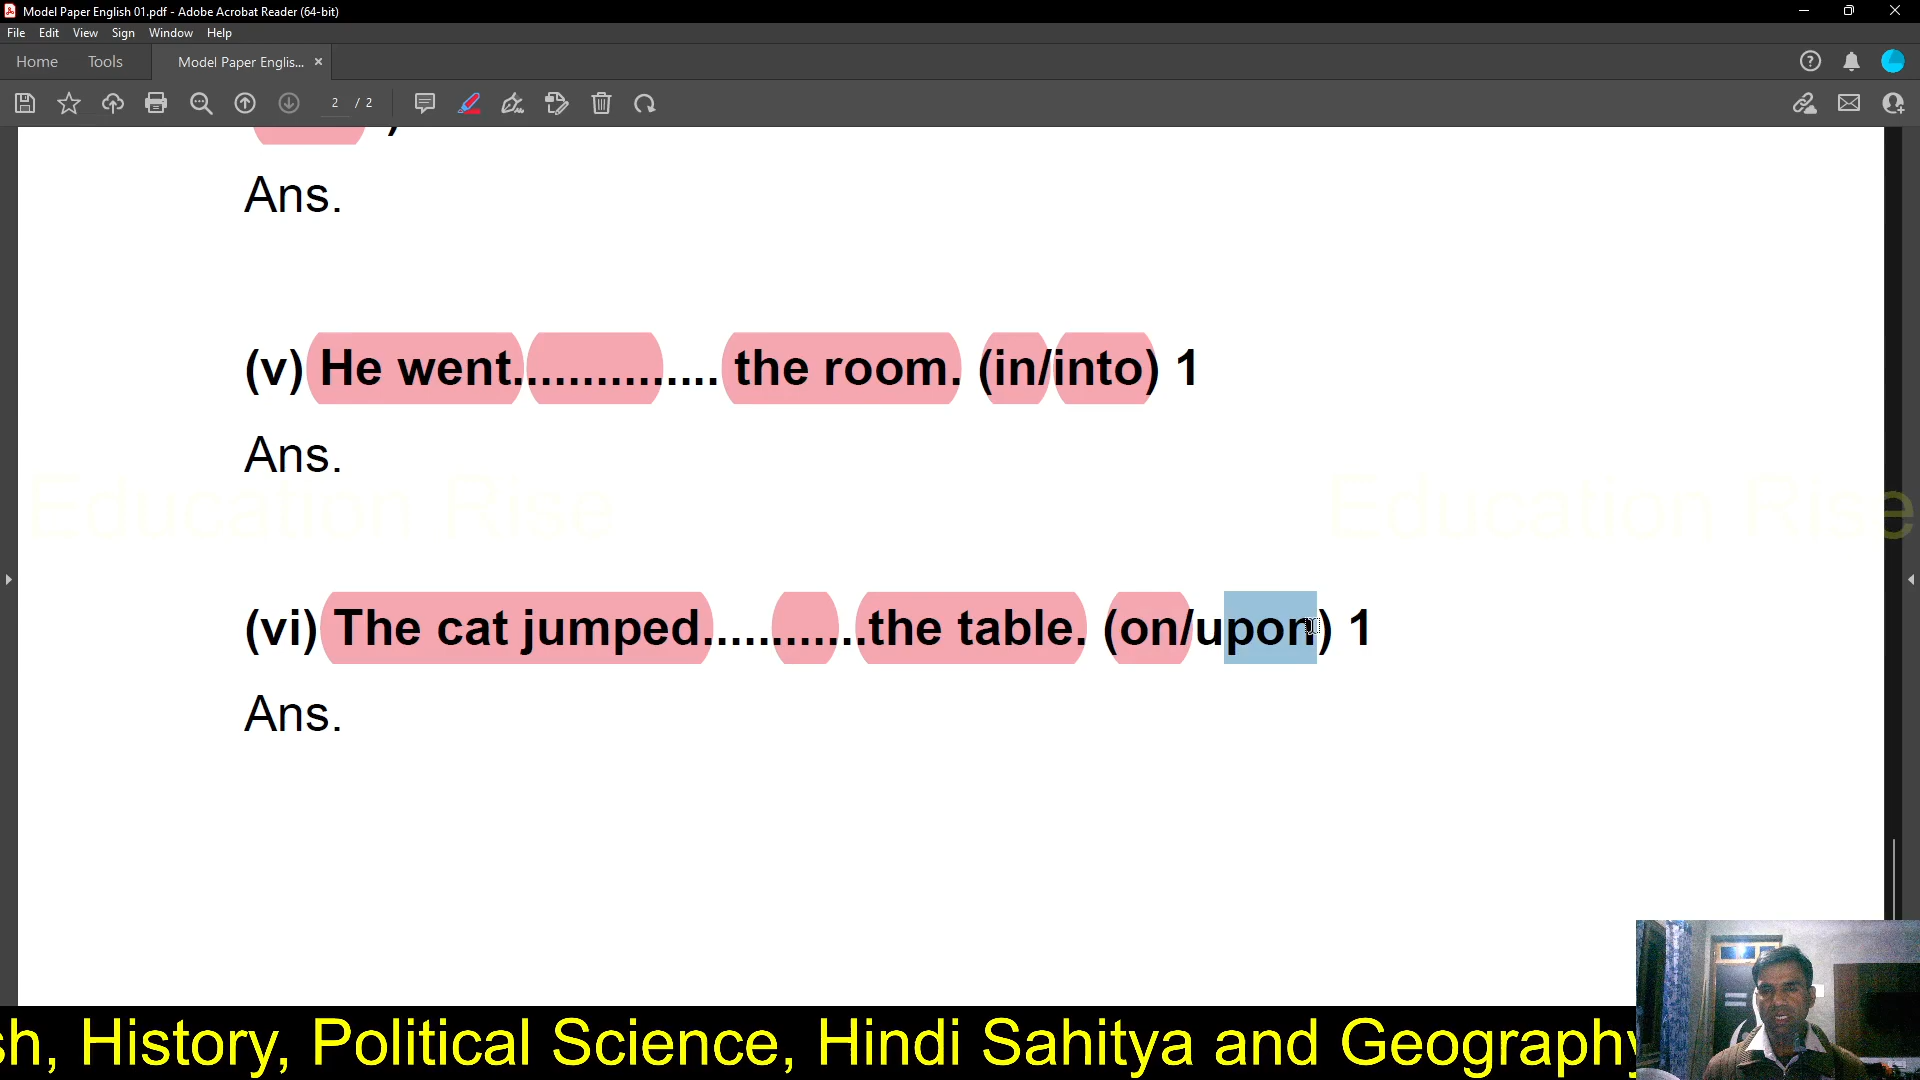 Model Paper English 01.pdf - Adobe Acrobat Reader (64-bit)
File Edit View Sign Window Help
Home Tools Model Paper Englis...
2 / 2
Ans.
(v) He went............... the room. (in/into) 1
Ans.
Education Rise Education Rise
(vi) The cat jumped............the table. (on/upon) 1
Ans.
sh, History, Political Science, Hindi Sahitya and Geography